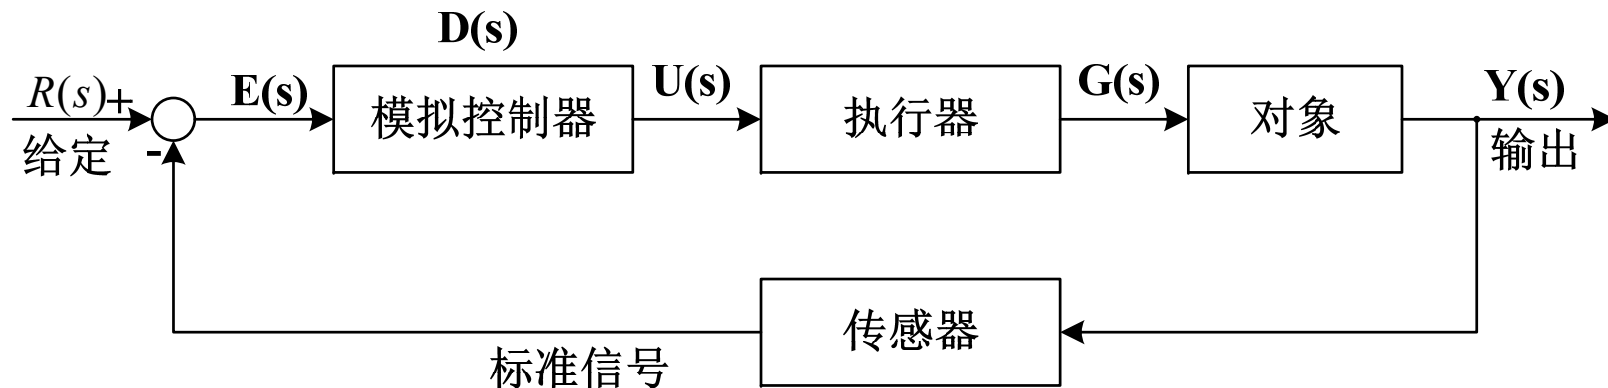 D(s)
R(s) + E(s) 模拟控制器 U(s) 执行器 G(s) 对象 Y(s)
给定 - 输出
传感器
标准信号